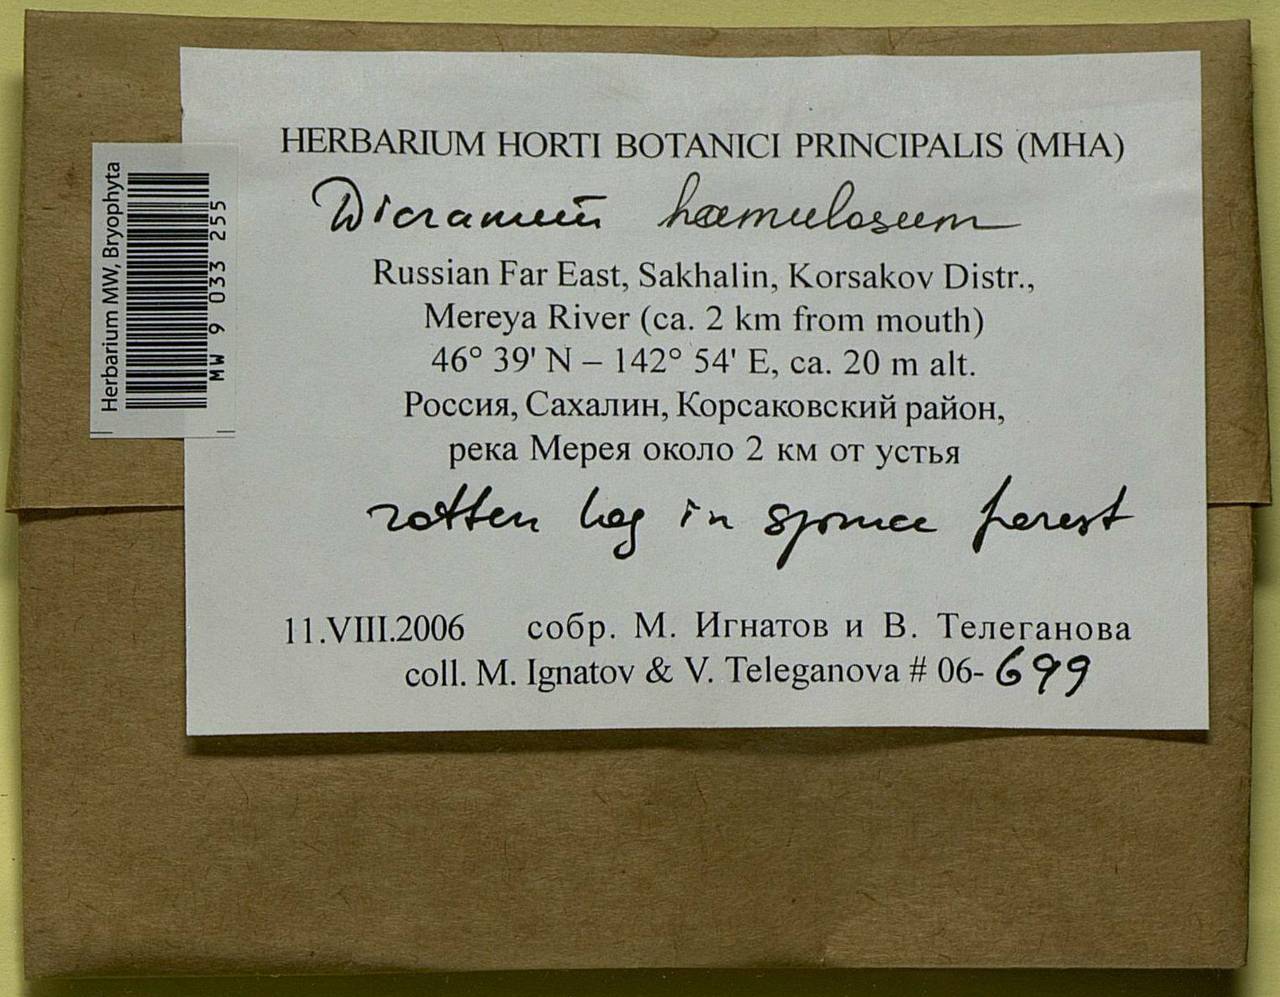 HERBARIUM HORTI BOTANICI PRINCIPALIS (MHA)
Dicranum hamulosum
Russian Far East, Sakhalin, Korsakov Distr.,
Mereya River (ca. 2 km from mouth)
46° 39' N – 142° 54' E, ca. 20 m alt.
Россия, Сахалин, Корсаковский район,
река Мерея около 2 км от устья
rotten log in spruce forest
11.VIII.2006 собр. М. Игнатов и В. Телеганова
coll. M. Ignatov & V. Teleganova # 06-699
Herbarium MW, Bryophyta
MW 9 033 255